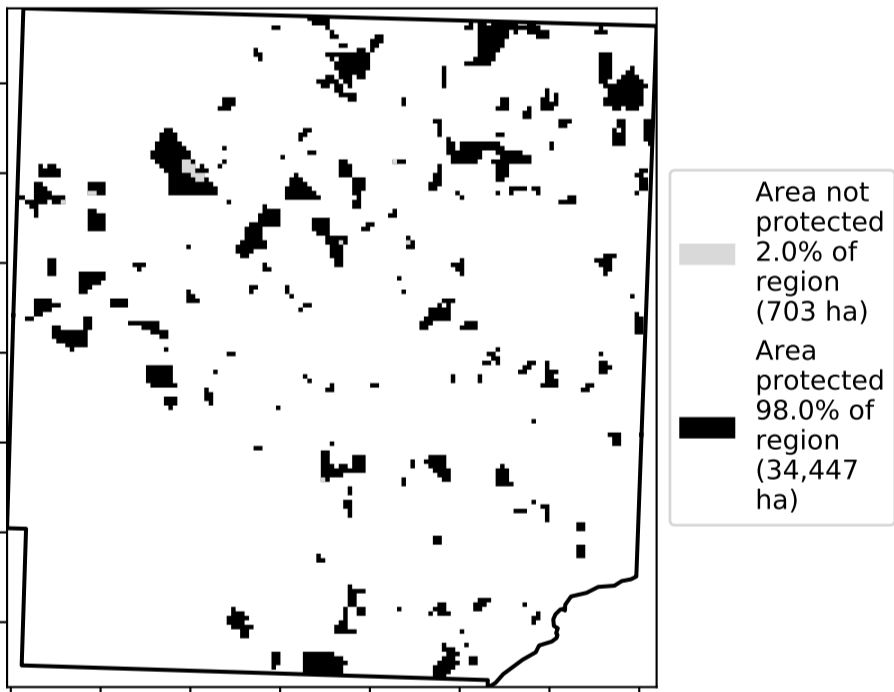 Area not
protected
2.0% of
region
(703 ha)
Area
protected
98.0% of
region
(34,447
ha)